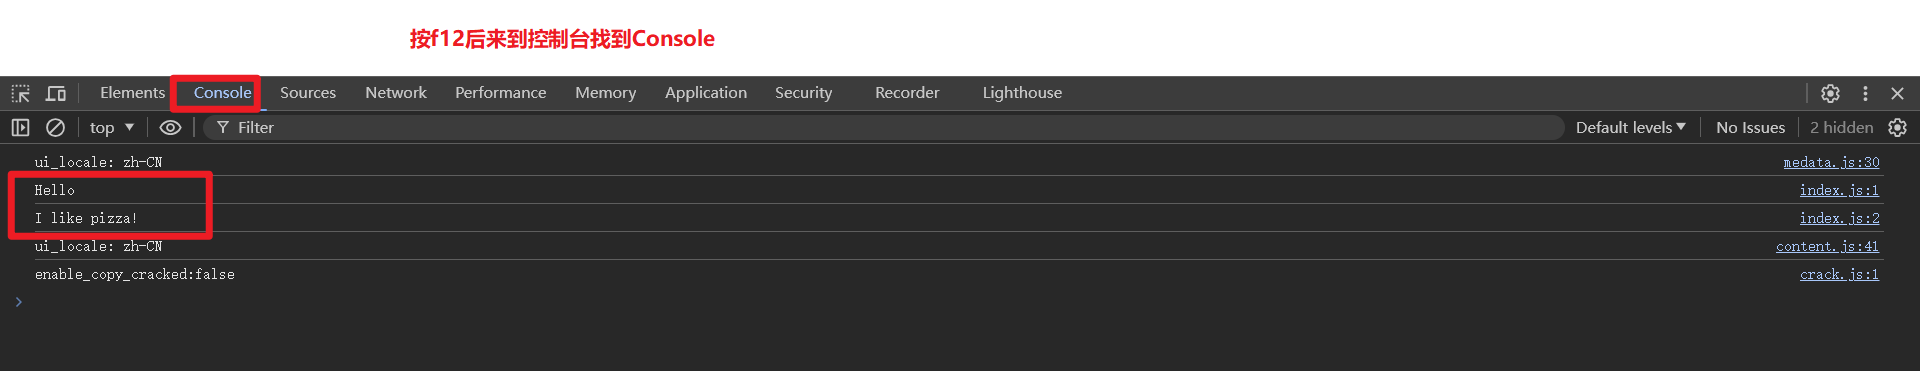 按f12后来到控制台找到Console
Elements Console Sources Network Performance Memory Application Security Recorder Lighthouse
top Filter Default levels No Issues 2 hidden
ui_locale: zh-CN medata.js:30
Hello index.js:1
I like pizza! index.js:2
ui_locale: zh-CN content.js:41
enable_copy_cracked:false crack.js:1